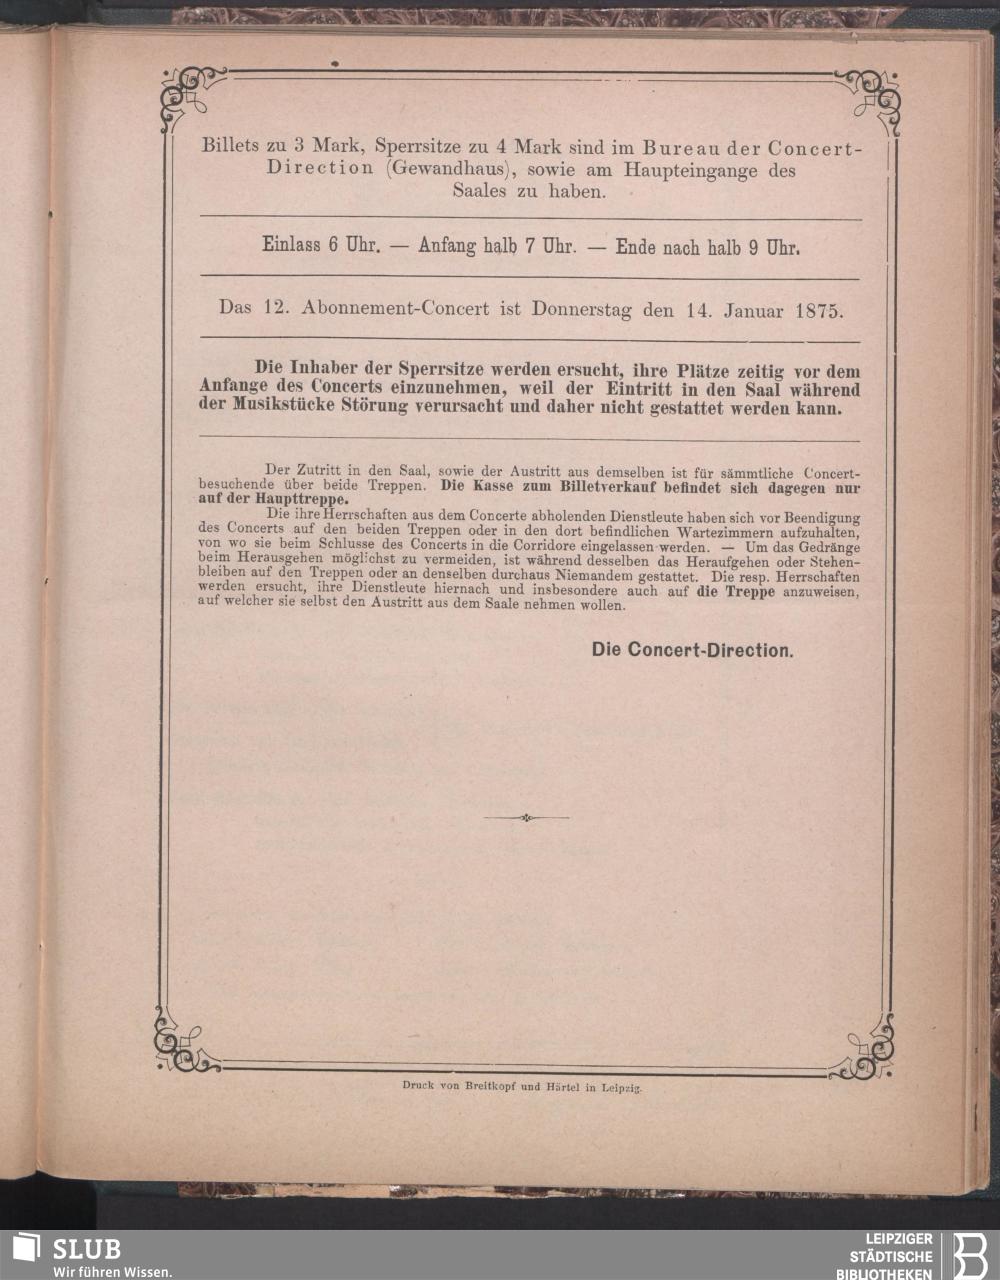 Billets zu 3 Mark, Sperrsitze zu 4 Mark sind im Bureau der Concert-
Direction (Gewandhaus), sowie am Haupteingange des
Saales zu haben.
Einlass 6 Uhr. — Anfang halb 7 Uhr. — Ende nach halb 9 Uhr.
Das 12. Abonnement-Concert ist Donnerstag den 14. Januar 1875.
Die Inhaber der Sperrsitze werden ersucht, ihre Plätze zeitig vor dem
Anfange des Concerts einzunehmen, weil der Eintritt in den Saal während
der Musikstücke Störung verursacht und daher nicht gestattet werden kann.
Der Zutritt in den Saal, sowie der Austritt aus demselben ist für sämmtliche Concert-
besuchende über beide Treppen. Die Kasse zum Billetverkauf befindet sich dagegen nur
auf der Haupttreppe.
Die ihre Herrschaften aus dem Concerte abholenden Dienstleute haben sich vor Beendigung
des Concerts auf den beiden Treppen oder in den dort befindlichen Wartezimmern aufzuhalten,
von wo sie beim Schlusse des Concerts in die Corridore eingelassen werden. — Um das Gedränge
beim Herausgehen möglichst zu vermeiden, ist während desselben das Heraufgehen oder Stehen-
bleiben auf den Treppen oder an denselben durchaus Niemandem gestattet. Die resp. Herrschaften
werden ersucht, ihre Dienstleute hiernach und insbesondere auch auf die Treppe anzuweisen,
auf welcher sie selbst den Austritt aus dem Saale nehmen wollen.
Die Concert-Direction.
Druck von Breitkopf und Härtel in Leipzig.
SLUB
Wir führen Wissen.
LEIPZIGER
STÄDTISCHE
BIBLIOTHEKEN